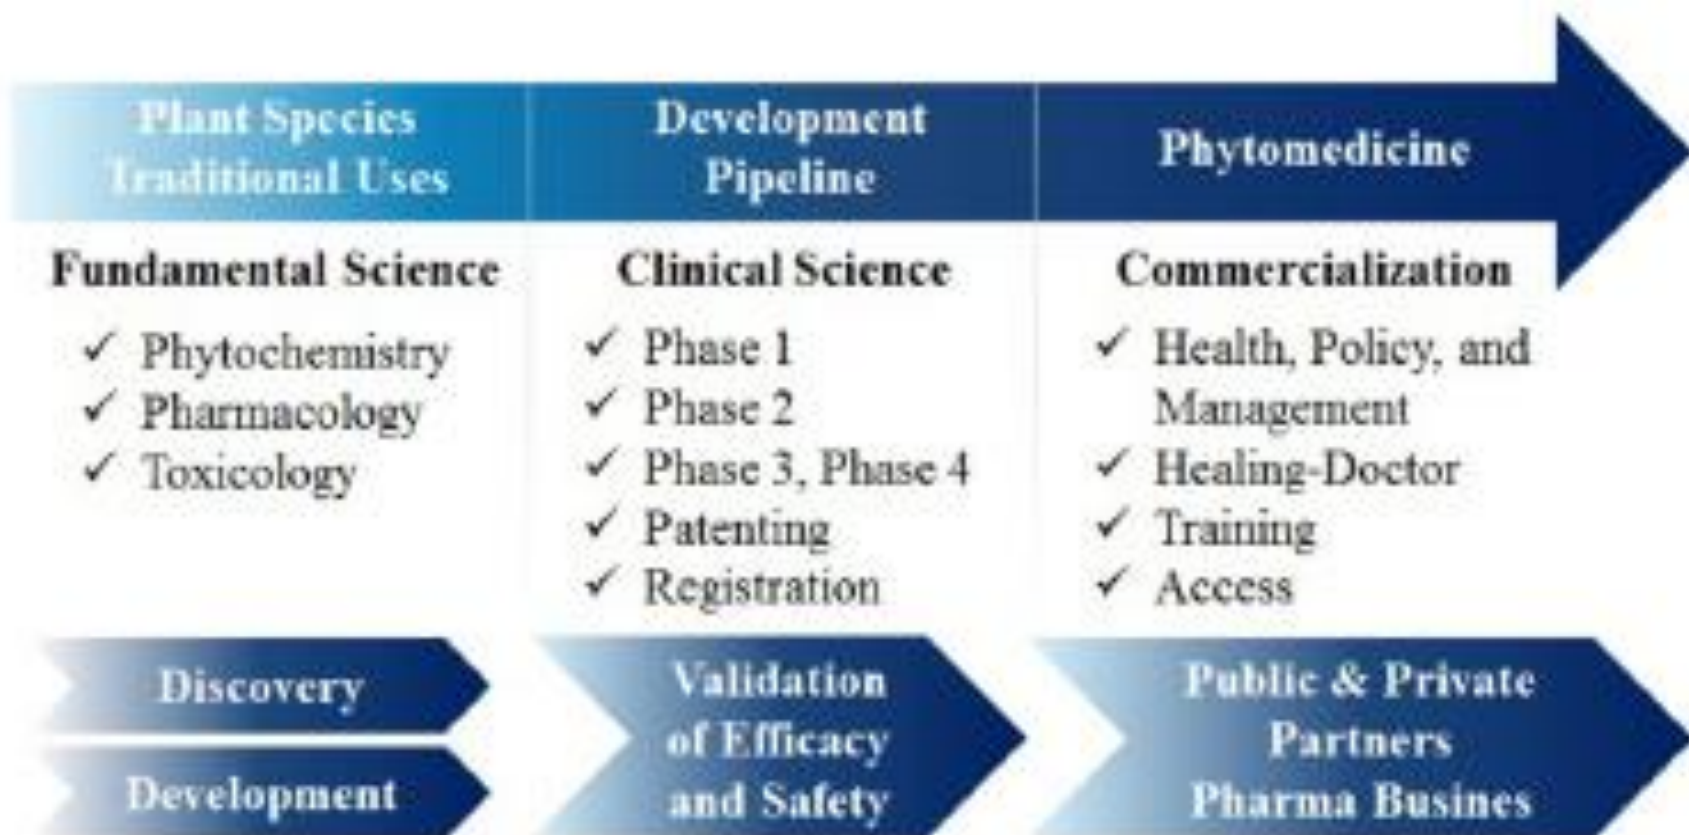 Plant Species
Traditional Uses
Development
Pipeline
Phytomedicine
Fundamental Science
✓ Phytochemistry
✓ Pharmacology
✓ Toxicology
Clinical Science
✓ Phase 1
✓ Phase 2
✓ Phase 3, Phase 4
✓ Patenting
✓ Registration
Commercialization
✓ Health, Policy, and
Management
✓ Healing-Doctor
✓ Training
✓ Access
Discovery
Development
Validation
of Efficacy
and Safety
Public & Private
Partners
Pharma Busines